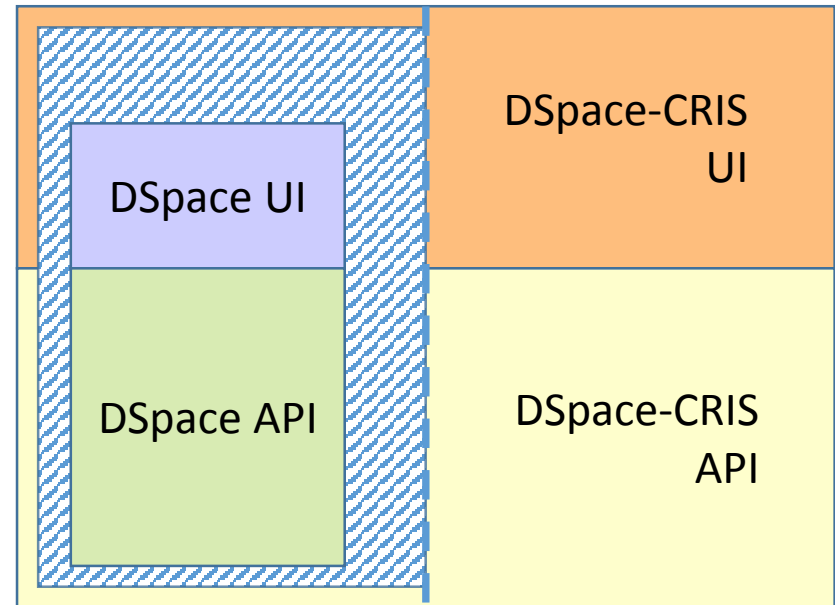 DSpace-CRIS
UI
DSpace UI
DSpace API
DSpace-CRIS
API